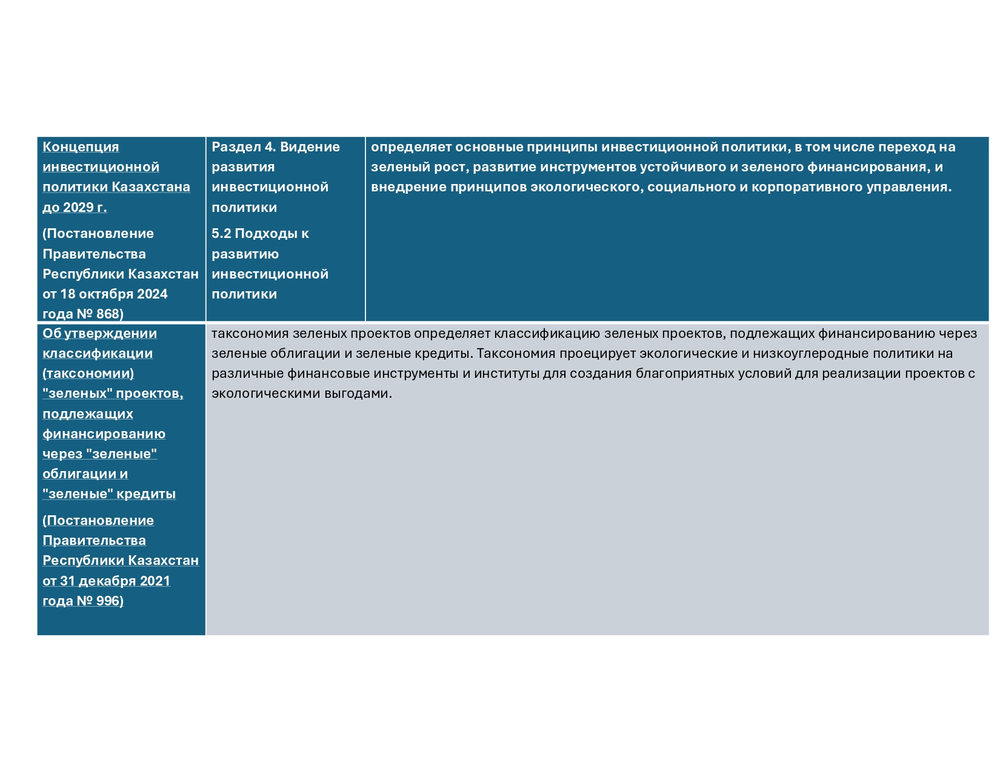 Концепция
инвестиционной
политики Казахстана
до 2029 г.
(Постановление
Правительства
Республики Казахстан
от 18 октября 2024
года № 868)
Раздел 4. Видение
развития
инвестиционной
политики
5.2 Подходы к
развитию
инвестиционной
политики
определяет основные принципы инвестиционной политики, в том числе переход на
зеленый рост, развитие инструментов устойчивого и зеленого финансирования, и
внедрение принципов экологического, социального и корпоративного управления.
Об утверждении
классификации
(таксономии)
"зеленых" проектов,
подлежащих
финансированию
через "зеленые"
облигации и
"зеленые" кредиты
(Постановление
Правительства
Республики Казахстан
от 31 декабря 2021
года № 996)
таксономия зеленых проектов определяет классификацию зеленых проектов, подлежащих финансированию через
зеленые облигации и зеленые кредиты. Таксономия проецирует экологические и низкоуглеродные политики на
различные финансовые инструменты и институты для создания благоприятных условий для реализации проектов с
экологическими выгодами.